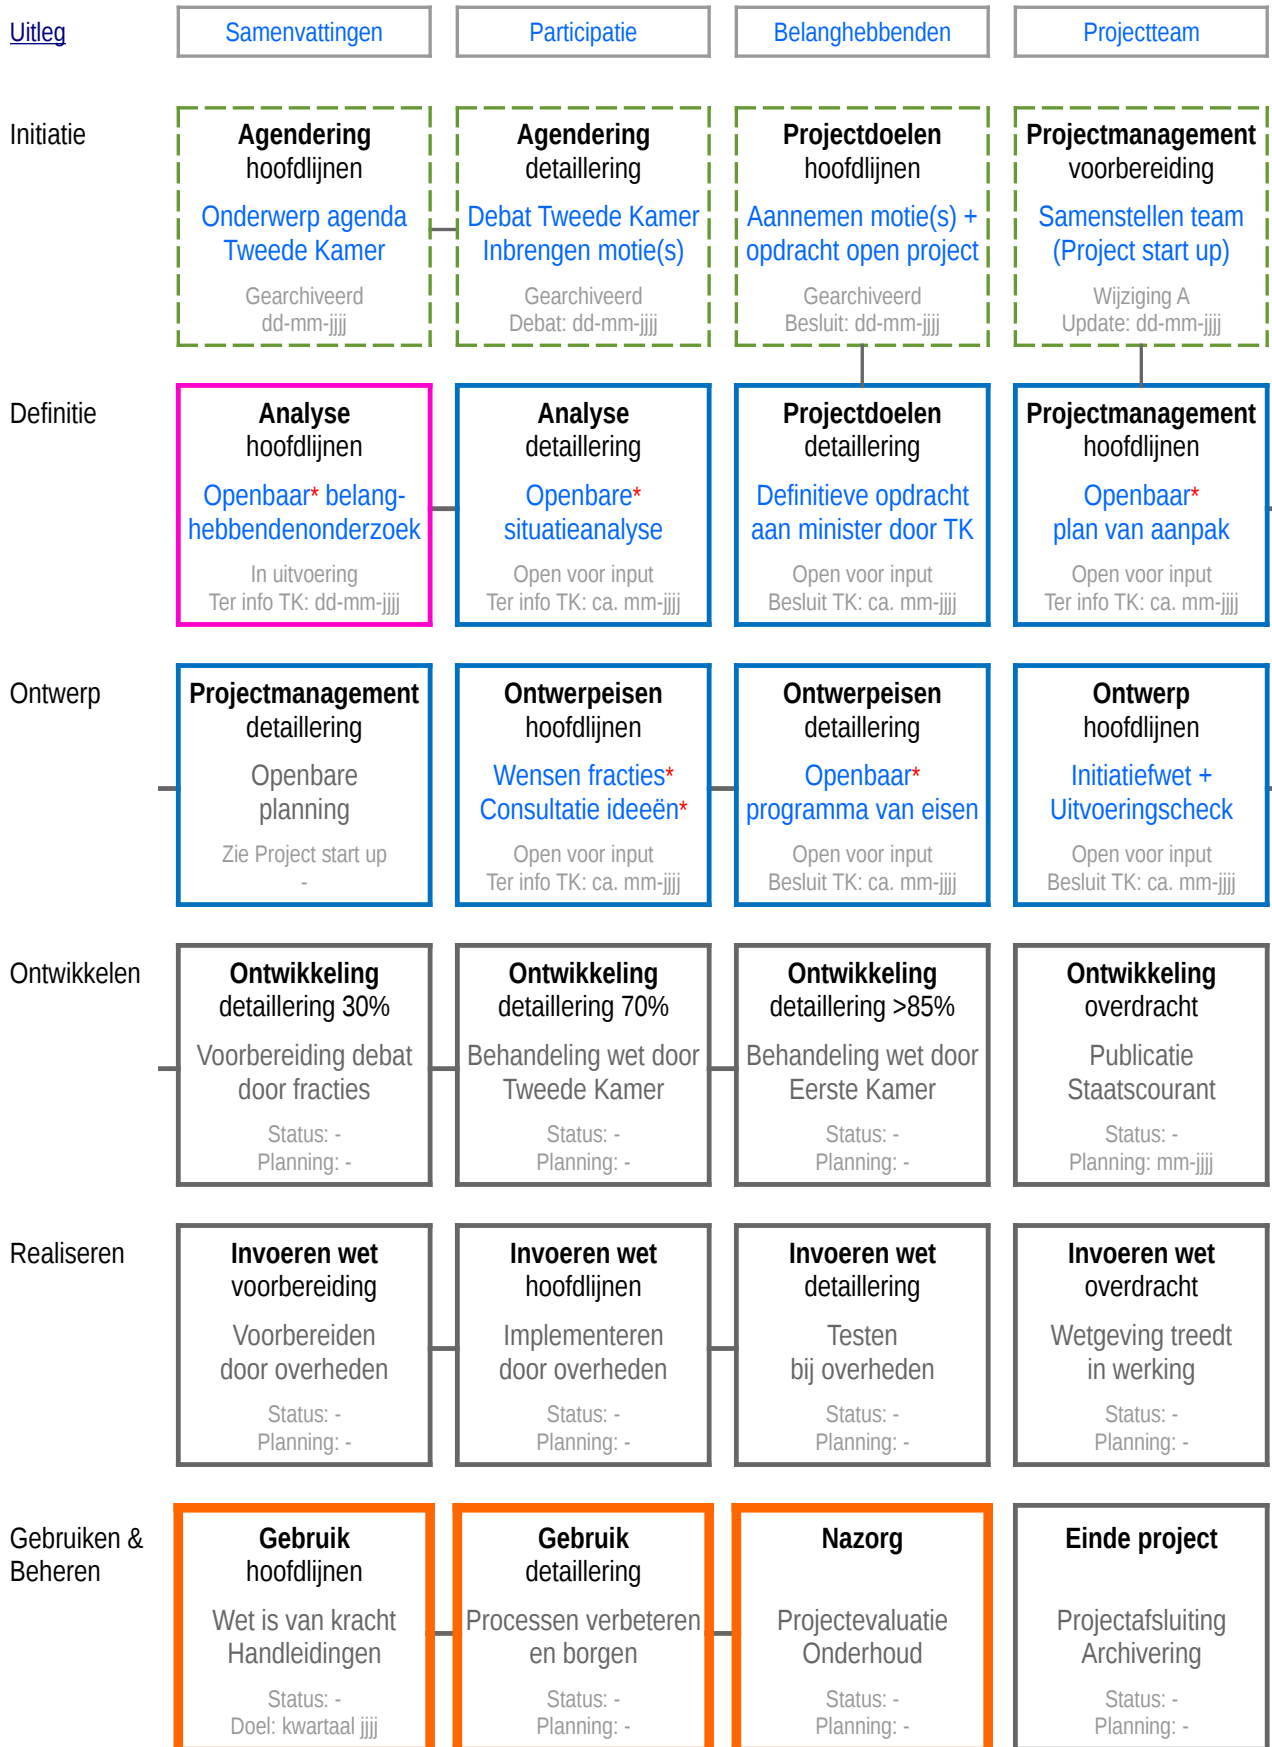 Uitleg
Samenvattingen
Participatie
Belanghebbenden
Projectteam
Initiatie
Agendering
hoofdlijnen
Onderwerp agenda
Tweede Kamer
Gearchiveerd
dd-mm-jjjj
Agendering
detaillering
Debat Tweede Kamer
Inbrengen motie(s)
Gearchiveerd
Debat: dd-mm-jjjj
Projectdoelen
hoofdlijnen
Aannemen motie(s) +
opdracht open project
Gearchiveerd
Besluit: dd-mm-jjjj
Projectmanagement
voorbereiding
Samenstellen team
(Project start up)
Wijziging A
Update: dd-mm-jjjj
Definitie
Analyse
hoofdlijnen
Openbaar* belang-
hebbendenonderzoek
In uitvoering
Ter info TK: dd-mm-jjjj
Analyse
detaillering
Openbare*
situatieanalyse
Open voor input
Ter info TK: ca. mm-jjjj
Projectdoelen
detaillering
Definitieve opdracht
aan minister door TK
Open voor input
Besluit TK: ca. mm-jjjj
Projectmanagement
hoofdlijnen
Openbaar*
plan van aanpak
Open voor input
Ter info TK: ca. mm-jjjj
Ontwerp
Projectmanagement
detaillering
Openbare
planning
Zie Project start up
-
Ontwerpeisen
hoofdlijnen
Wensen fracties*
Consultatie ideeën*
Open voor input
Ter info TK: ca. mm-jjjj
Ontwerpeisen
detaillering
Openbaar*
programma van eisen
Open voor input
Besluit TK: ca. mm-jjjj
Ontwerp
hoofdlijnen
Initiatiefwet +
Uitvoeringscheck
Open voor input
Besluit TK: ca. mm-jjjj
Ontwikkelen
Ontwikkeling
detaillering 30%
Voorbereiding debat
door fracties
Status: -
Planning: -
Ontwikkeling
detaillering 70%
Behandeling wet door
Tweede Kamer
Status: -
Planning: -
Ontwikkeling
detaillering >85%
Behandeling wet door
Eerste Kamer
Status: -
Planning: -
Ontwikkeling
overdracht
Publicatie
Staatscourant
Status: -
Planning: mm-jjjj
Realiseren
Invoeren wet
voorbereiding
Voorbereiden
door overheden
Status: -
Planning: -
Invoeren wet
hoofdlijnen
Implementeren
door overheden
Status: -
Planning: -
Invoeren wet
detaillering
Testen
bij overheden
Status: -
Planning: -
Invoeren wet
overdracht
Wetgeving treedt
in werking
Status: -
Planning: -
Gebruiken &
Beheren
Gebruik
hoofdlijnen
Wet is van kracht
Handleidingen
Status: -
Doel: kwartaal jjjj
Gebruik
detaillering
Processen verbeteren
en borgen
Status: -
Planning: -
Nazorg
Projectevaluatie
Onderhoud
Status: -
Planning: -
Einde project
Projectafsluiting
Archivering
Status: -
Planning: -